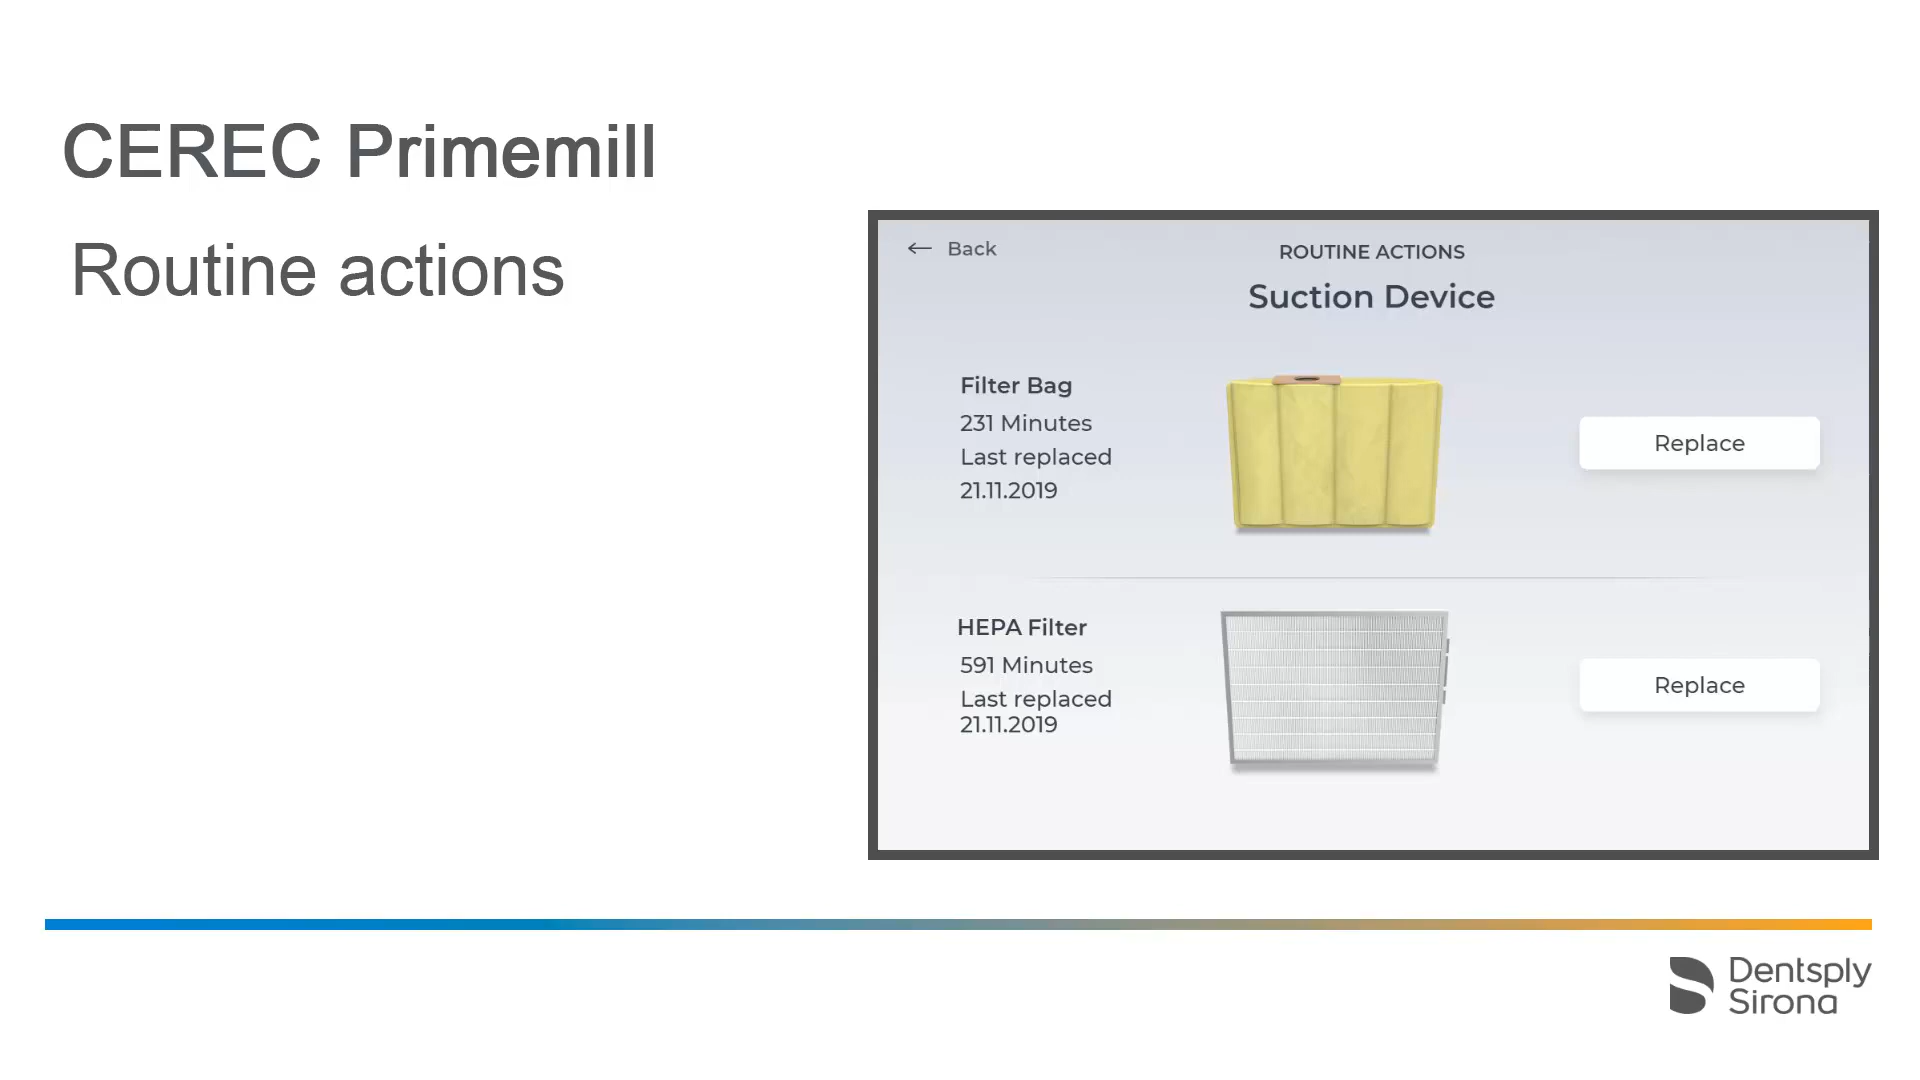 CEREC Primemill
Routine actions
Back
ROUTINE ACTIONS
Suction Device
Filter Bag
231 Minutes
Last replaced
21.11.2019
Replace
HEPA Filter
591 Minutes
Last replaced
21.11.2019
Replace
Dentsply
Sirona